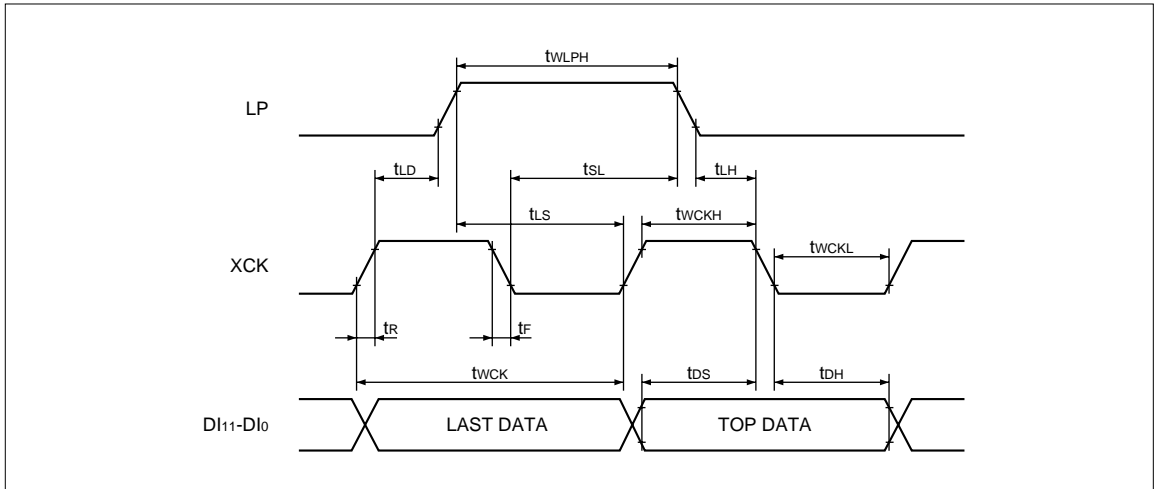 tWLPH
LP
tLD
tSL
tLH
tLS
tWCKH
XCK
tWCKL
tR
tF
tWCK
tDS
tDH
DI11-DI0
LAST DATA
TOP DATA